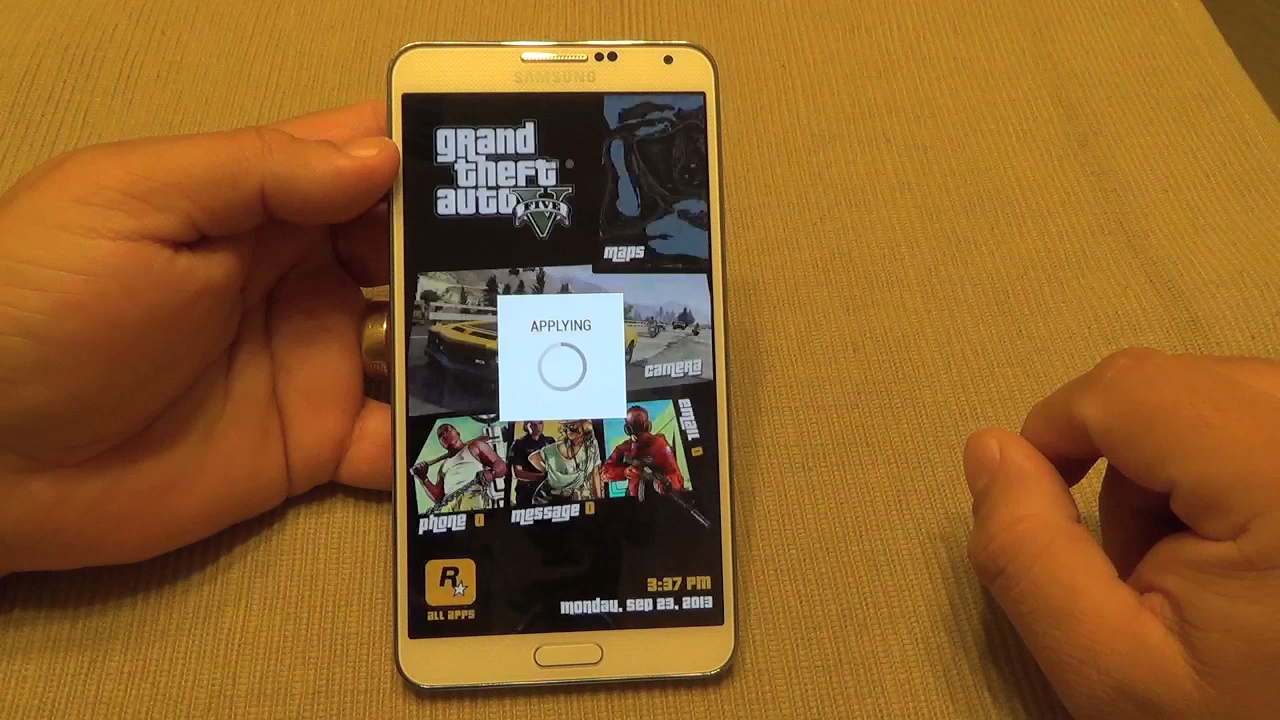 SAMSUNG
grand
theft
auto
FIVE
maps
APPLYING
camera
email 0
phone 0
message 0
R
all apps
3:37 PM
monday, sep 23, 2013